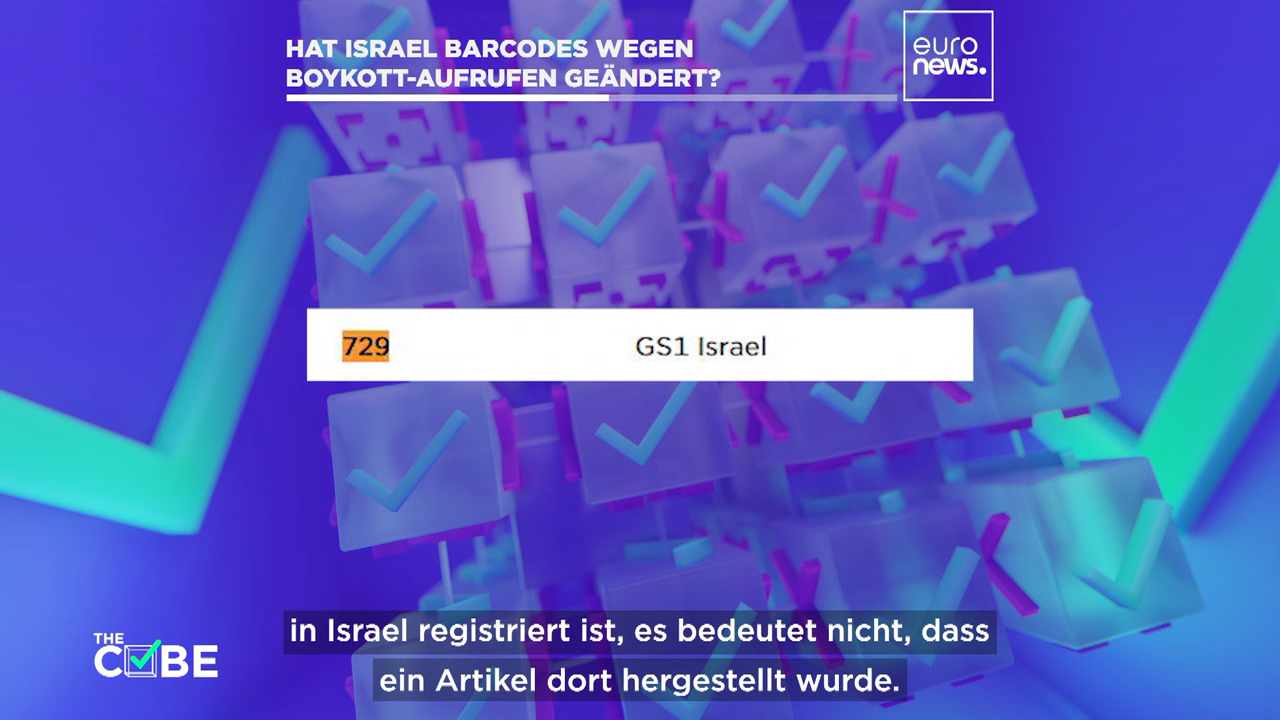 HAT ISRAEL BARCODES WEGEN
BOYKOTT-AUFRUFEN GEÄNDERT?
euro
news.
729 GS1 Israel
in Israel registriert ist, es bedeutet nicht, dass
ein Artikel dort hergestellt wurde.
THE
CUBE